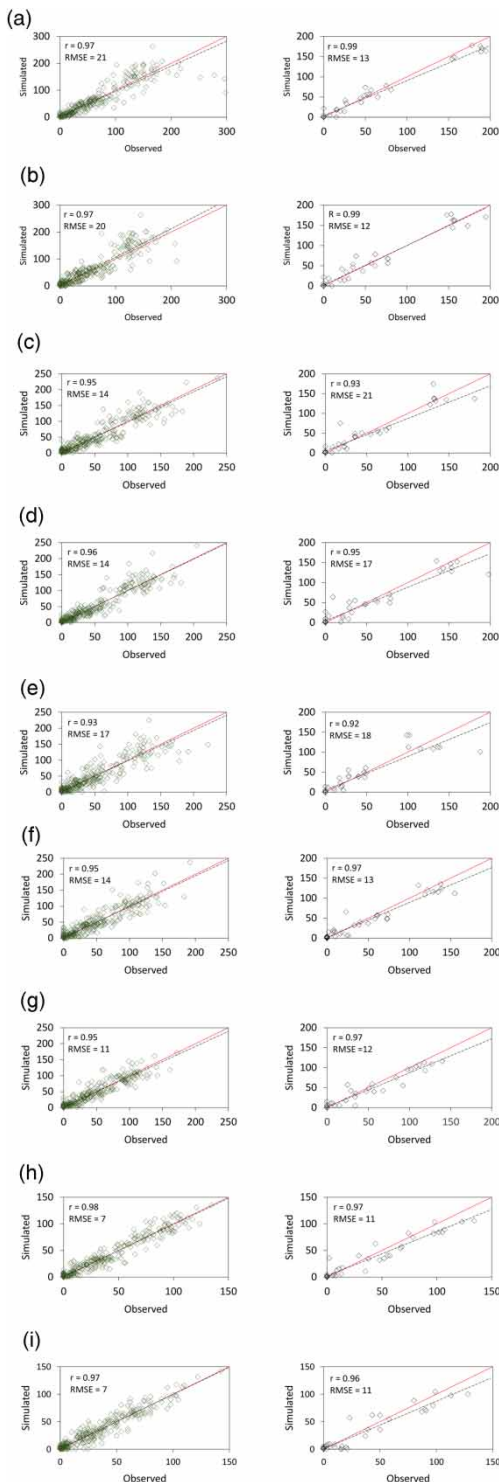 (a)
Simulated
300
200
100
0
r = 0.97
RMSE = 21
0 100 200 300
Observed
Simulated
200
150
100
50
0
r = 0.99
RMSE = 13
0 50 100 150 200
Observed
(b)
Simulated
300
200
100
0
r = 0.97
RMSE = 20
0 100 200 300
Observed
Simulated
200
150
100
50
0
R = 0.99
RMSE = 12
0 50 100 150 200
Observed
(c)
Simulated
250
200
150
100
50
0
r = 0.95
RMSE = 14
0 50 100 150 200 250
Observed
Simulated
200
150
100
50
0
r = 0.93
RMSE = 21
0 50 100 150 200
Observed
(d)
Simulated
250
200
150
100
50
0
r = 0.96
RMSE = 14
0 50 100 150 200 250
Observed
Simulated
200
150
100
50
0
r = 0.95
RMSE = 17
0 50 100 150 200
Observed
(e)
Simulated
250
200
150
100
50
0
r = 0.93
RMSE = 17
0 50 100 150 200 250
Observed
Simulated
200
150
100
50
0
r = 0.92
RMSE = 18
0 50 100 150 200
Observed
(f)
Simulated
250
200
150
100
50
0
r = 0.95
RMSE = 14
0 50 100 150 200 250
Observed
Simulated
200
150
100
50
0
r = 0.97
RMSE = 13
0 50 100 150 200
Observed
(g)
Simulated
250
200
150
100
50
0
r = 0.95
RMSE = 11
0 50 100 150 200 250
Observed
Simulated
200
150
100
50
0
r = 0.97
RMSE =12
0 50 100 150 200
Observed
(h)
Simulated
150
100
50
0
r = 0.98
RMSE = 7
0 50 100 150
Observed
Simulated
150
100
50
0
r = 0.97
RMSE = 11
0 50 100 150
Observed
(i)
Simulated
150
100
50
0
r = 0.97
RMSE = 7
0 50 100 150
Observed
Simulated
150
100
50
0
r = 0.96
RMSE = 11
0 50 100 150
Observed